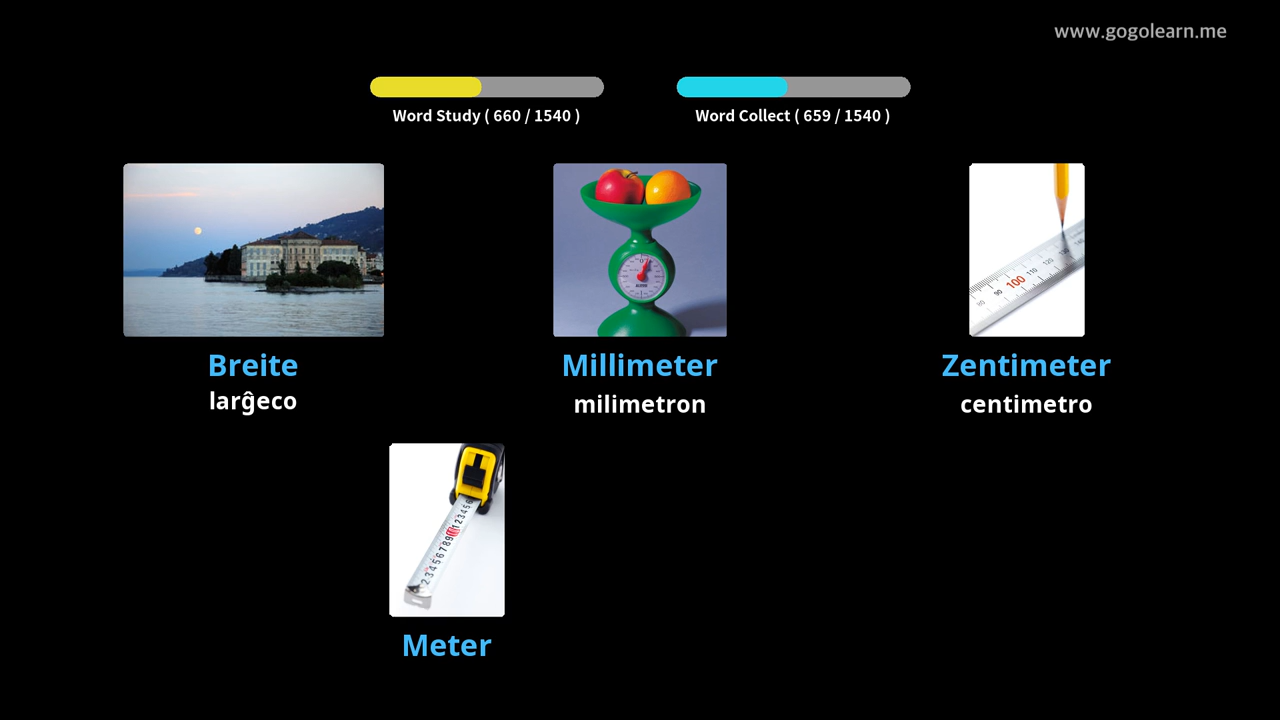 www.gogolearn.me
Word Study ( 660 / 1540 )
Word Collect ( 659 / 1540 )
Breite
larĝeco
Millimeter
milimetron
Zentimeter
centimetro
Meter